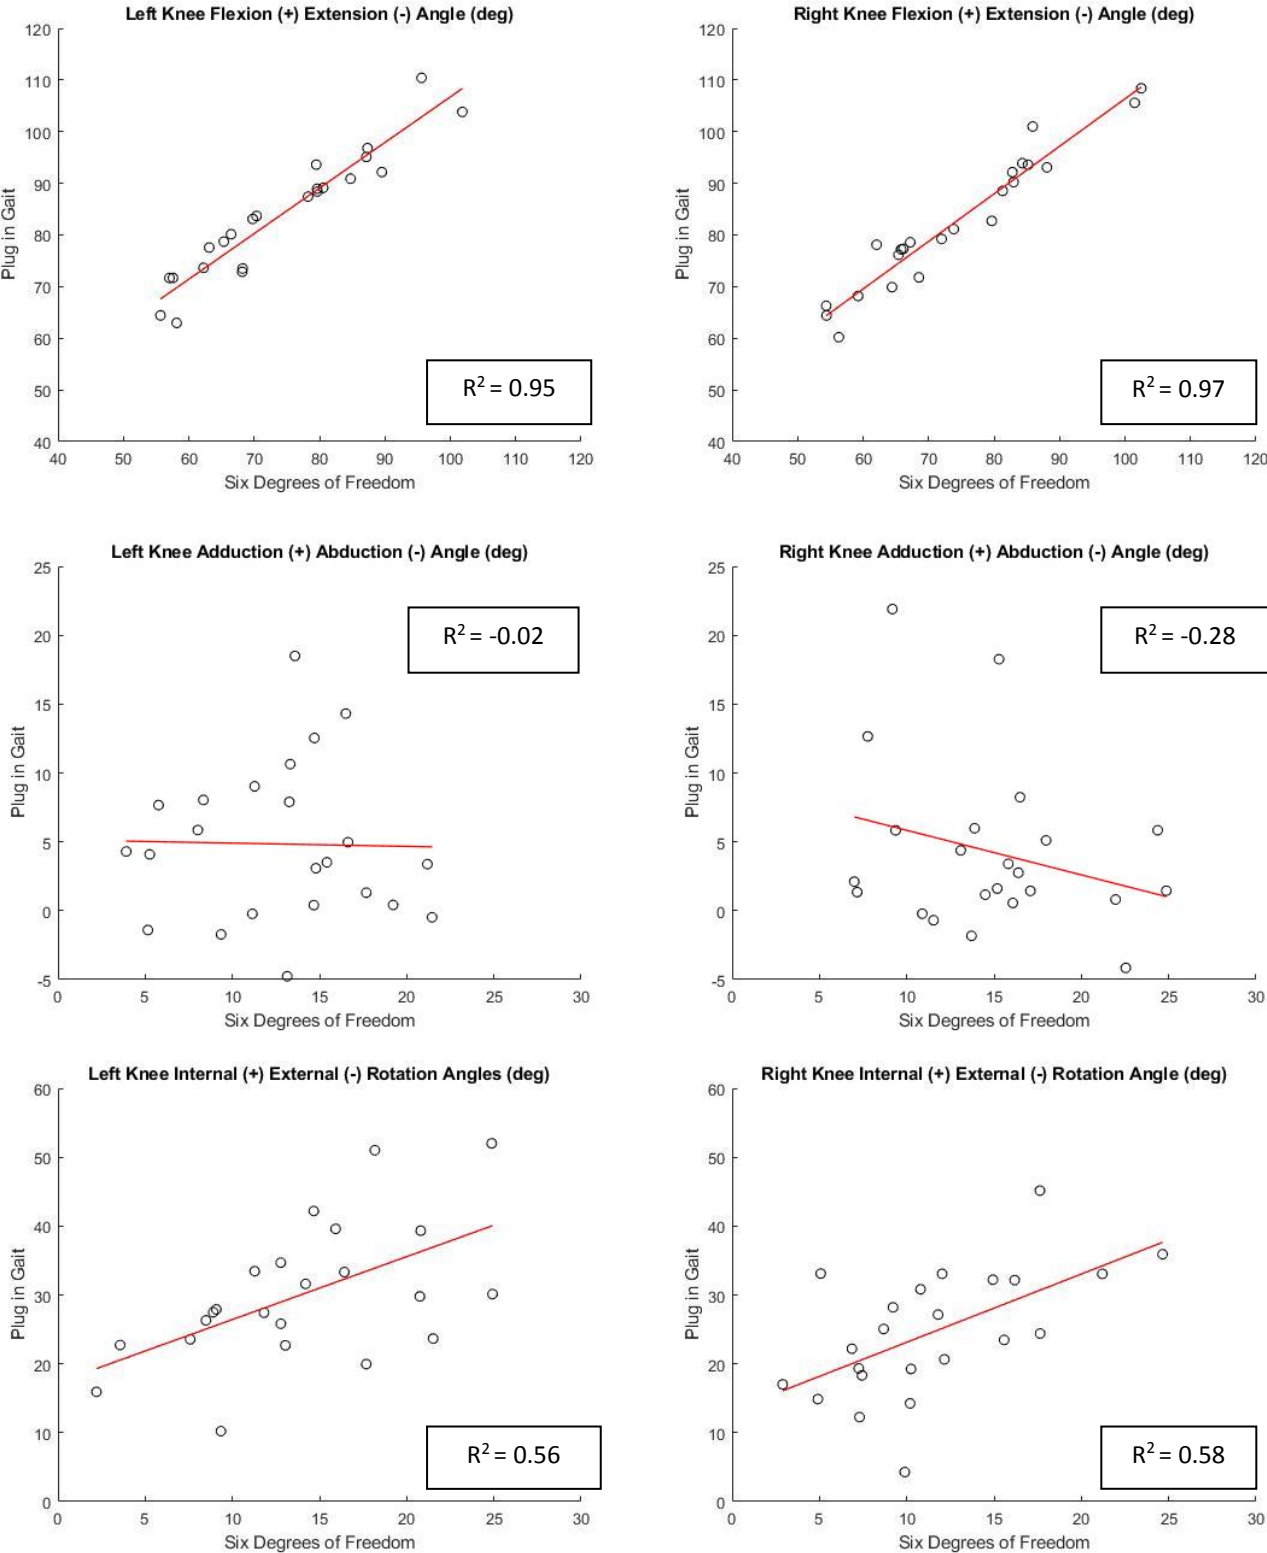 Left Knee Flexion (+) Extension (-) Angle (deg)
120
110
100
90
80
70
60
50
40
Plug in Gait
R² = 0.95
40 50 60 70 80 90 100 110 120
Six Degrees of Freedom
Right Knee Flexion (+) Extension (-) Angle (deg)
120
110
100
90
80
70
60
50
40
Plug in Gait
R² = 0.97
40 50 60 70 80 90 100 110 120
Six Degrees of Freedom
Left Knee Adduction (+) Abduction (-) Angle (deg)
25
20
15
10
5
0
-5
Plug in Gait
R² = -0.02
0 5 10 15 20 25 30
Six Degrees of Freedom
Right Knee Adduction (+) Abduction (-) Angle (deg)
25
20
15
10
5
0
-5
Plug in Gait
R² = -0.28
0 5 10 15 20 25 30
Six Degrees of Freedom
Left Knee Internal (+) External (-) Rotation Angles (deg)
60
50
40
30
20
10
0
Plug in Gait
R² = 0.56
0 5 10 15 20 25 30
Six Degrees of Freedom
Right Knee Internal (+) External (-) Rotation Angle (deg)
60
50
40
30
20
10
0
Plug in Gait
R² = 0.58
0 5 10 15 20 25 30
Six Degrees of Freedom